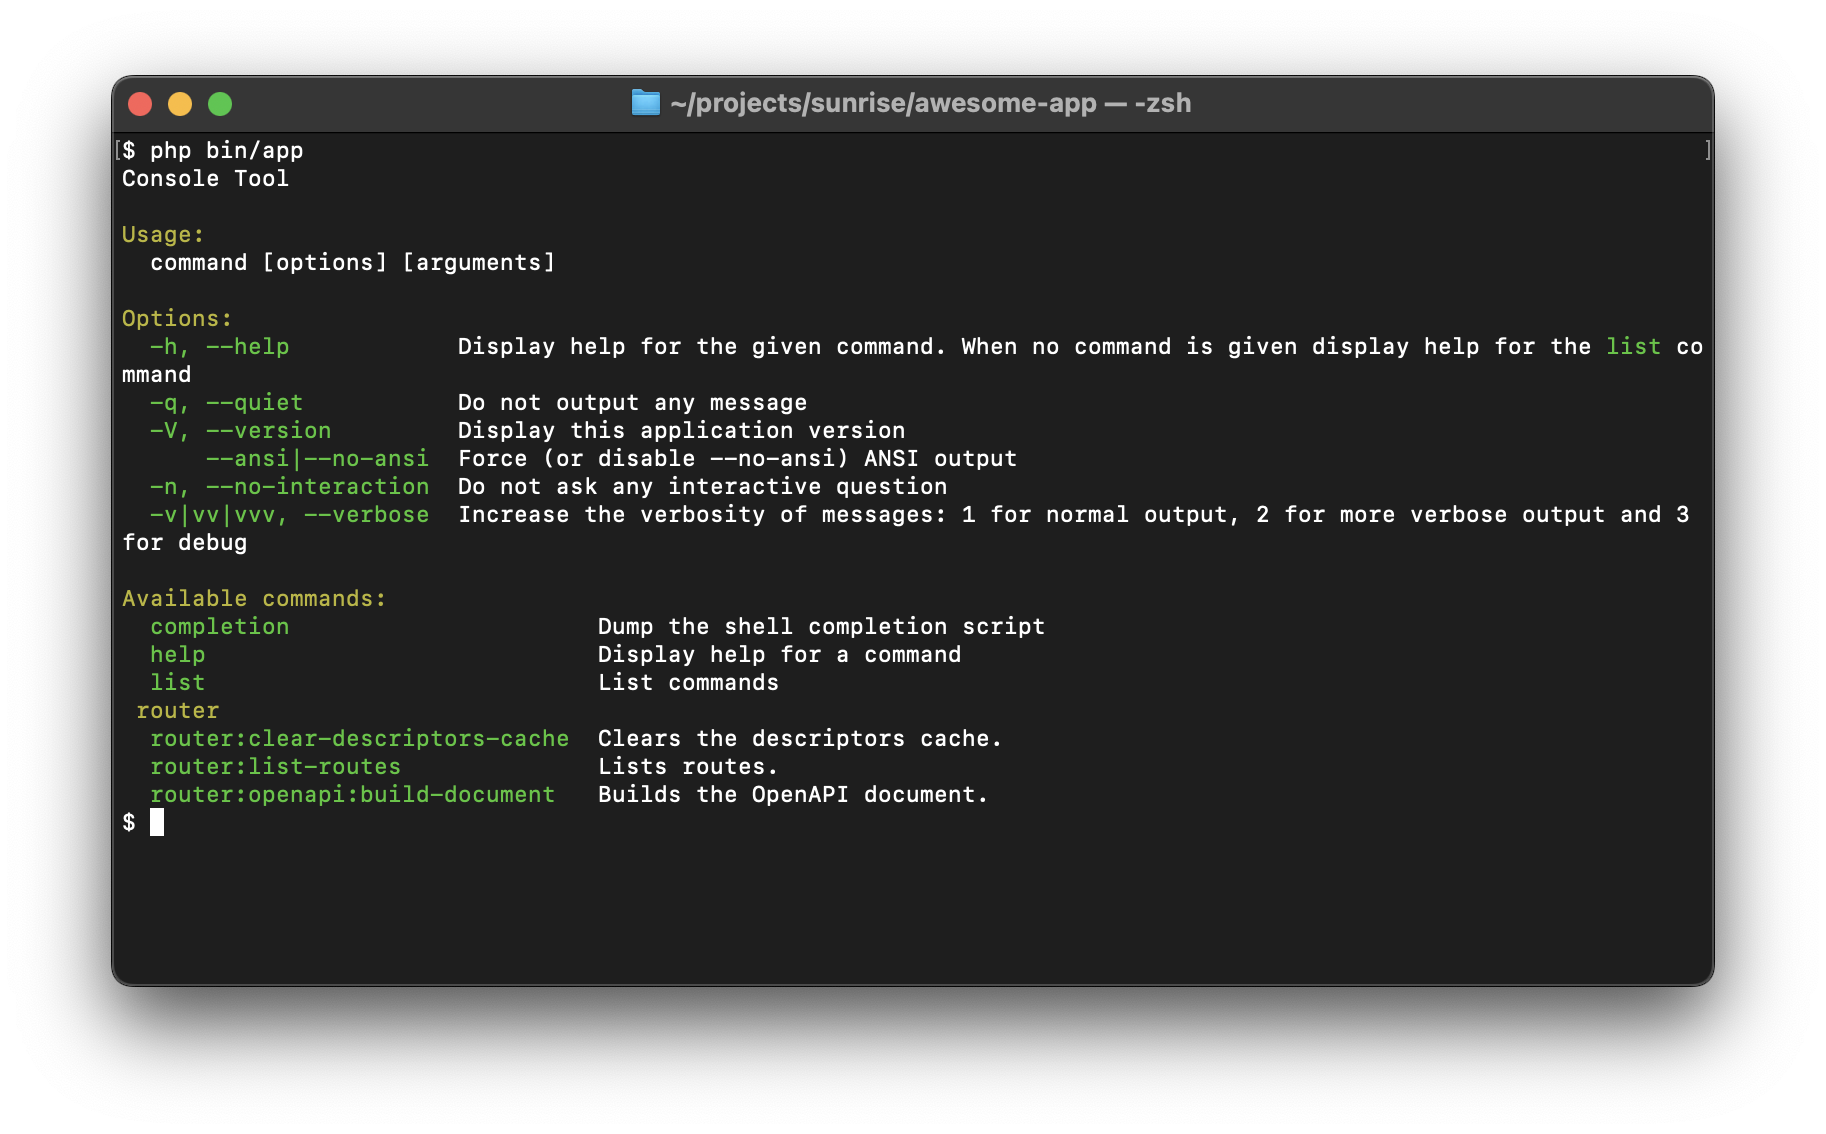 ~/projects/sunrise/awesome-app — -zsh
[$ php bin/app ]
Console Tool
Usage:
  command [options] [arguments]
Options:
  -h, --help            Display help for the given command. When no command is given display help for the list co
mmand
  -q, --quiet           Do not output any message
  -V, --version         Display this application version
      --ansi|--no-ansi  Force (or disable --no-ansi) ANSI output
  -n, --no-interaction  Do not ask any interactive question
  -v|vv|vvv, --verbose  Increase the verbosity of messages: 1 for normal output, 2 for more verbose output and 3
for debug
Available commands:
  completion                      Dump the shell completion script
  help                            Display help for a command
  list                            List commands
 router
  router:clear-descriptors-cache  Clears the descriptors cache.
  router:list-routes              Lists routes.
  router:openapi:build-document   Builds the OpenAPI document.
$